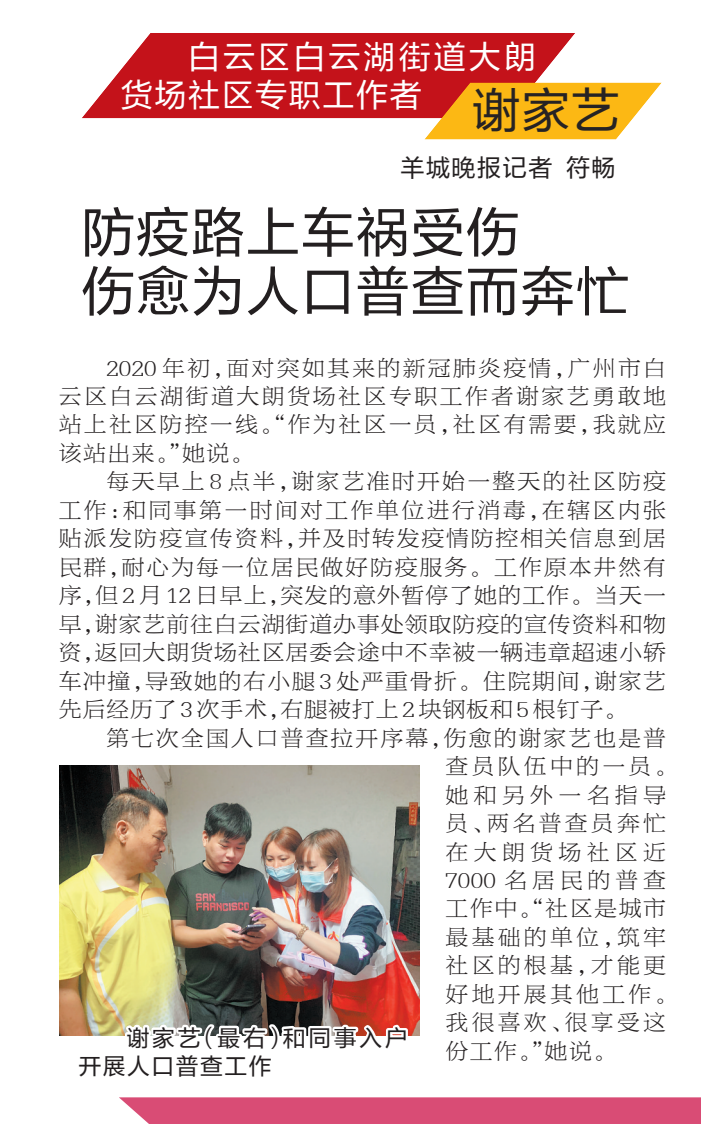 白云区白云湖街道大朗
货场社区专职工作者
谢家艺
羊城晚报记者 符畅
防疫路上车祸受伤
伤愈为人口普查而奔忙
2020年初,面对突如其来的新冠肺炎疫情,广州市白
云区白云湖街道大朗货场社区专职工作者谢家艺勇敢地
站上社区防控一线。“作为社区一员,社区有需要,我就应
该站出来。”她说。
每天早上8点半,谢家艺准时开始一整天的社区防疫
工作:和同事第一时间对工作单位进行消毒,在辖区内张
贴派发防疫宣传资料,并及时转发疫情防控相关信息到居
民群,耐心为每一位居民做好防疫服务。工作原本井然有
序,但2月12日早上,突发的意外暂停了她的工作。当天一
早,谢家艺前往白云湖街道办事处领取防疫的宣传资料和物
资,返回大朗货场社区居委会途中不幸被一辆违章超速小轿
车冲撞,导致她的右小腿3处严重骨折。住院期间,谢家艺
先后经历了3次手术,右腿被打上2块钢板和5根钉子。
第七次全国人口普查拉开序幕,伤愈的谢家艺也是普
查员队伍中的一员。
她和另外一名指导
员、两名普查员奔忙
在大朗货场社区近
7000名居民的普查
工作中。“社区是城市
最基础的单位,筑牢
社区的根基,才能更
好地开展其他工作。
我很喜欢、很享受这
份工作。”她说。
SAN
FRANCISCO
谢家艺(最右)和同事入户
开展人口普查工作